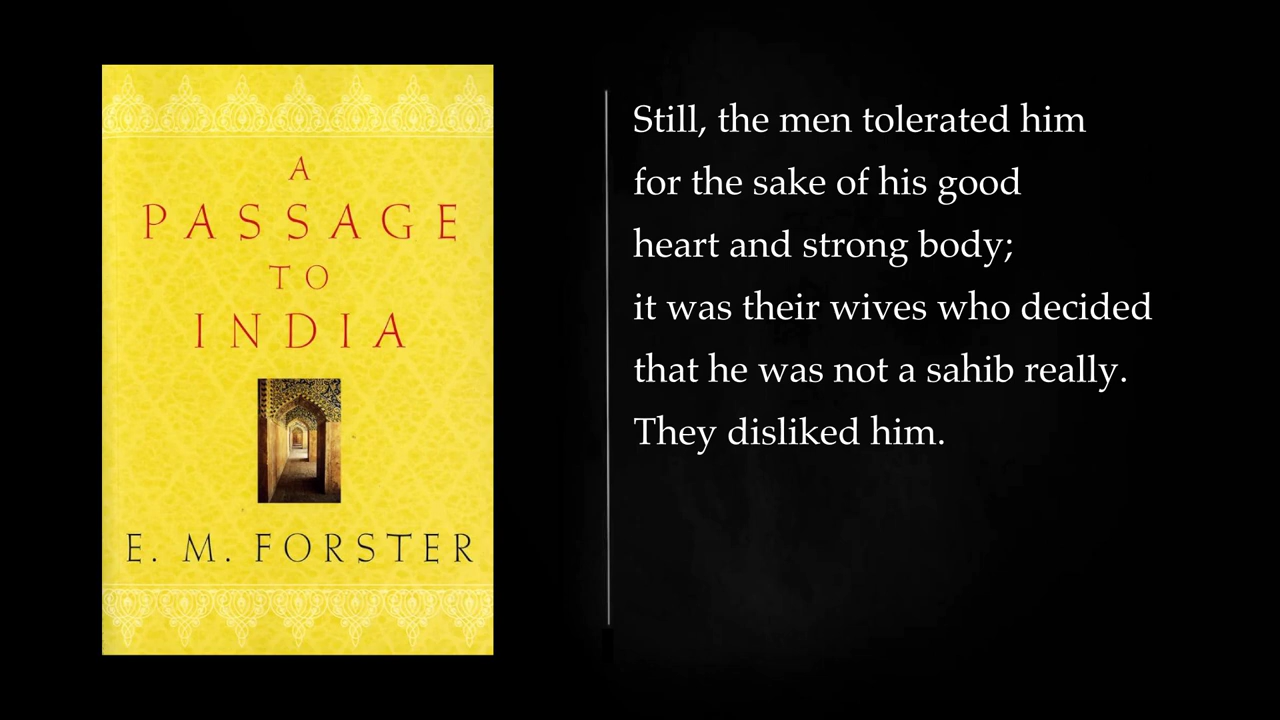 A
PASSAGE
TO
INDIA
E. M. FORSTER
Still, the men tolerated him
for the sake of his good
heart and strong body;
it was their wives who decided
that he was not a sahib really.
They disliked him.